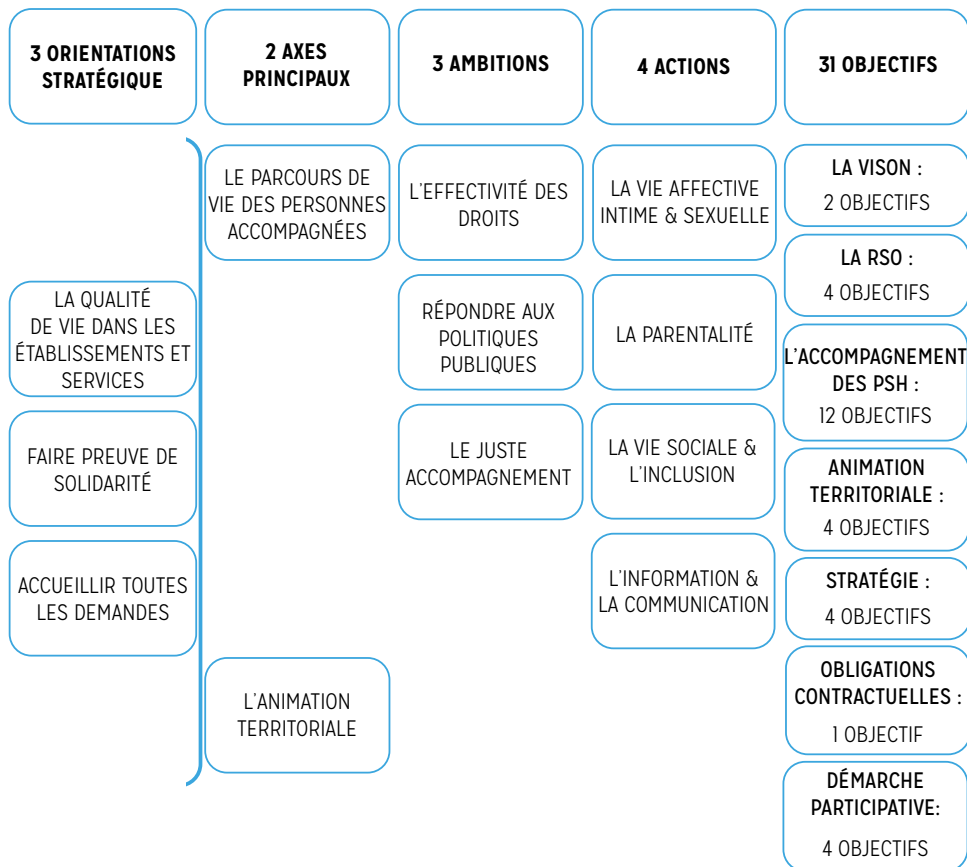 3 ORIENTATIONS
STRATÉGIQUE
2 AXES
PRINCIPAUX
3 AMBITIONS
4 ACTIONS
31 OBJECTIFS
LA QUALITÉ
DE VIE DANS LES
ÉTABLISSEMENTS ET
SERVICES
FAIRE PREUVE DE
SOLIDARITÉ
ACCUEILLIR TOUTES
LES DEMANDES
LE PARCOURS DE
VIE DES PERSONNES
ACCOMPAGNÉES
L'ANIMATION
TERRITORIALE
L'EFFECTIVITÉ DES
DROITS
RÉPONDRE AUX
POLITIQUES
PUBLIQUES
LE JUSTE
ACCOMPAGNEMENT
LA VIE AFFECTIVE
INTIME & SEXUELLE
LA PARENTALITÉ
LA VIE SOCIALE &
L'INCLUSION
L'INFORMATION &
LA COMMUNICATION
LA VISON :
2 OBJECTIFS
LA RSO :
4 OBJECTIFS
L'ACCOMPAGNEMENT
DES PSH :
12 OBJECTIFS
ANIMATION
TERRITORIALE :
4 OBJECTIFS
STRATÉGIE :
4 OBJECTIFS
OBLIGATIONS
CONTRACTUELLES :
1 OBJECTIF
DÉMARCHE
PARTICIPATIVE:
4 OBJECTIFS